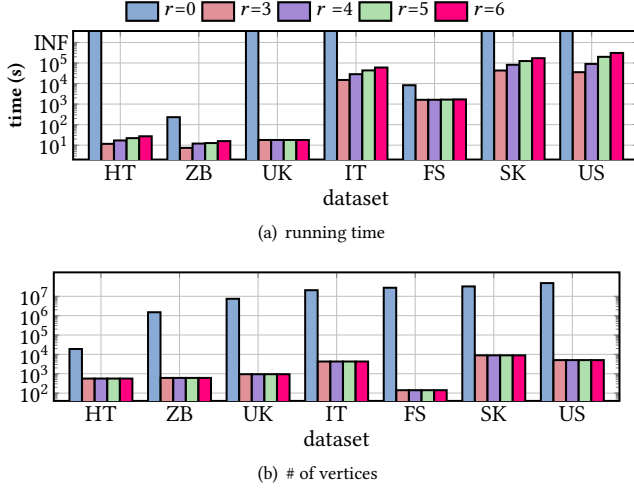 r=0 r=3 r=4 r=5 r=6
time (s)
INF
10^5
10^4
10^3
10^2
10^1
HT ZB UK IT FS SK US
dataset
(a) running time
10^7
10^6
10^5
10^4
10^3
10^2
HT ZB UK IT FS SK US
dataset
(b) # of vertices